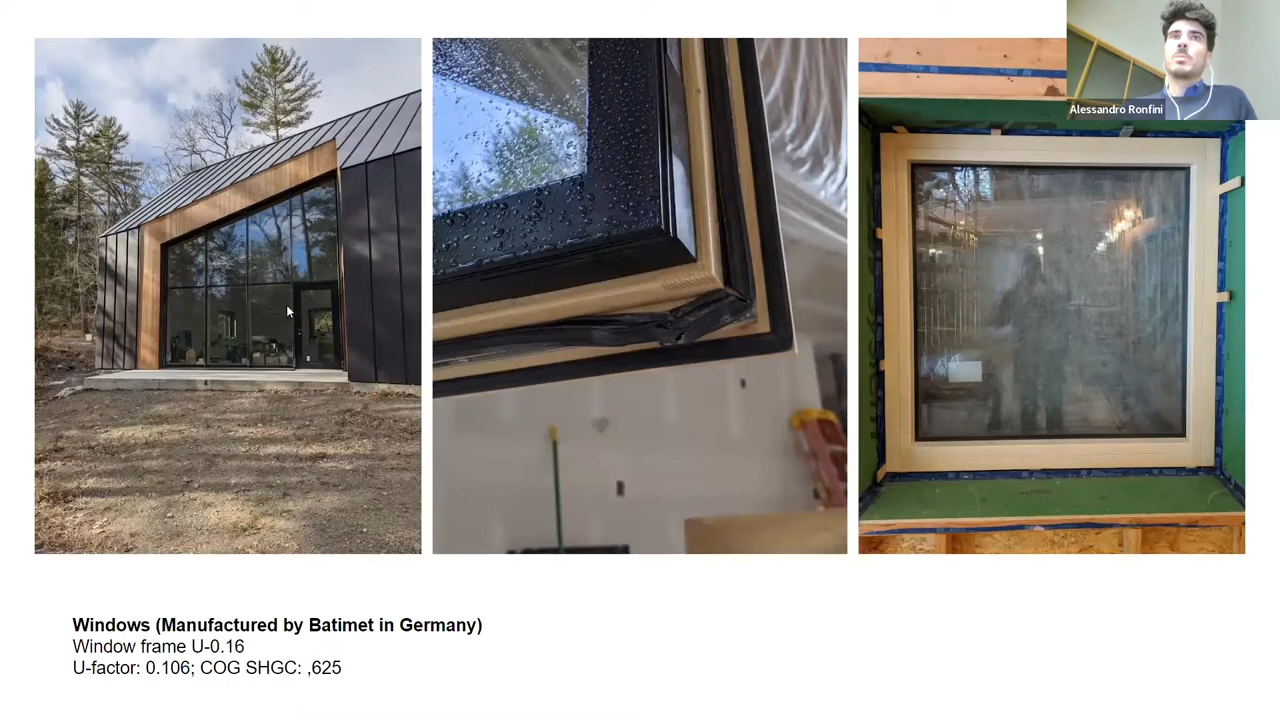 Alessandro Ronfini
Windows (Manufactured by Batimet in Germany)
Window frame U-0.16
U-factor: 0.106; COG SHGC: ,625